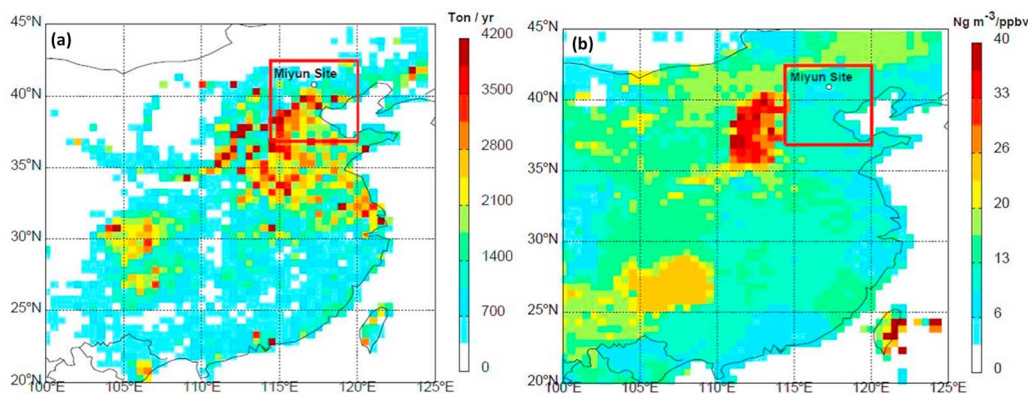 Ton / yr
Ng m⁻³/ppbv
45°N
(a)
Miyun Site
40°N
35°N
30°N
25°N
20°N
100°E
105°E
110°E
115°E
120°E
125°E
4200
3500
2800
2100
1400
700
0
45°N
(b)
Miyun Site
40°N
35°N
30°N
25°N
20°N
100°E
105°E
110°E
115°E
120°E
125°E
40
33
26
20
13
6
0